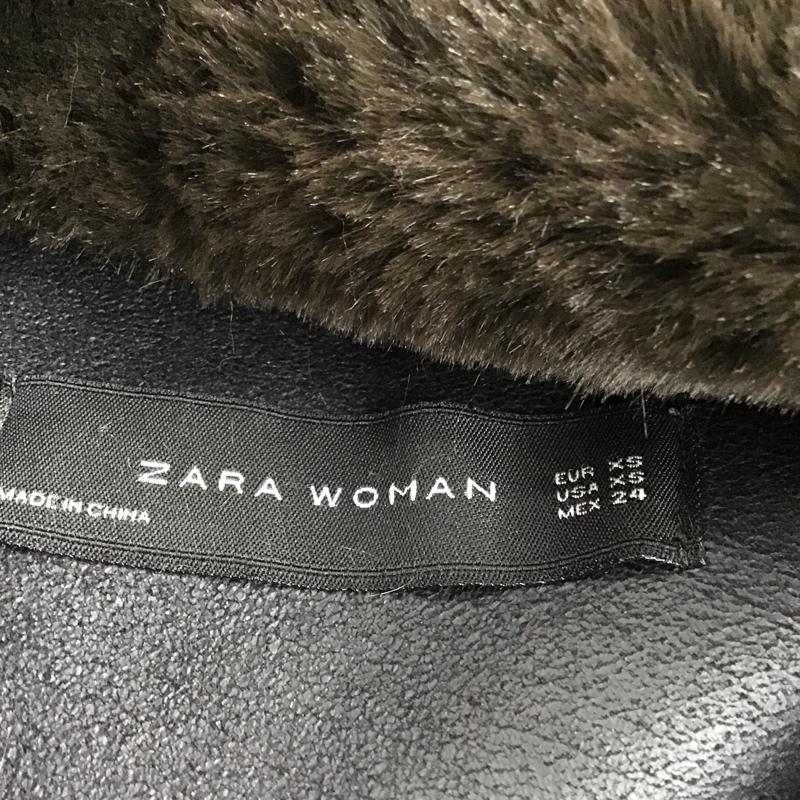 MADE IN CHINA
ZARA WOMAN
EUR XS
USA XS
MEX 24